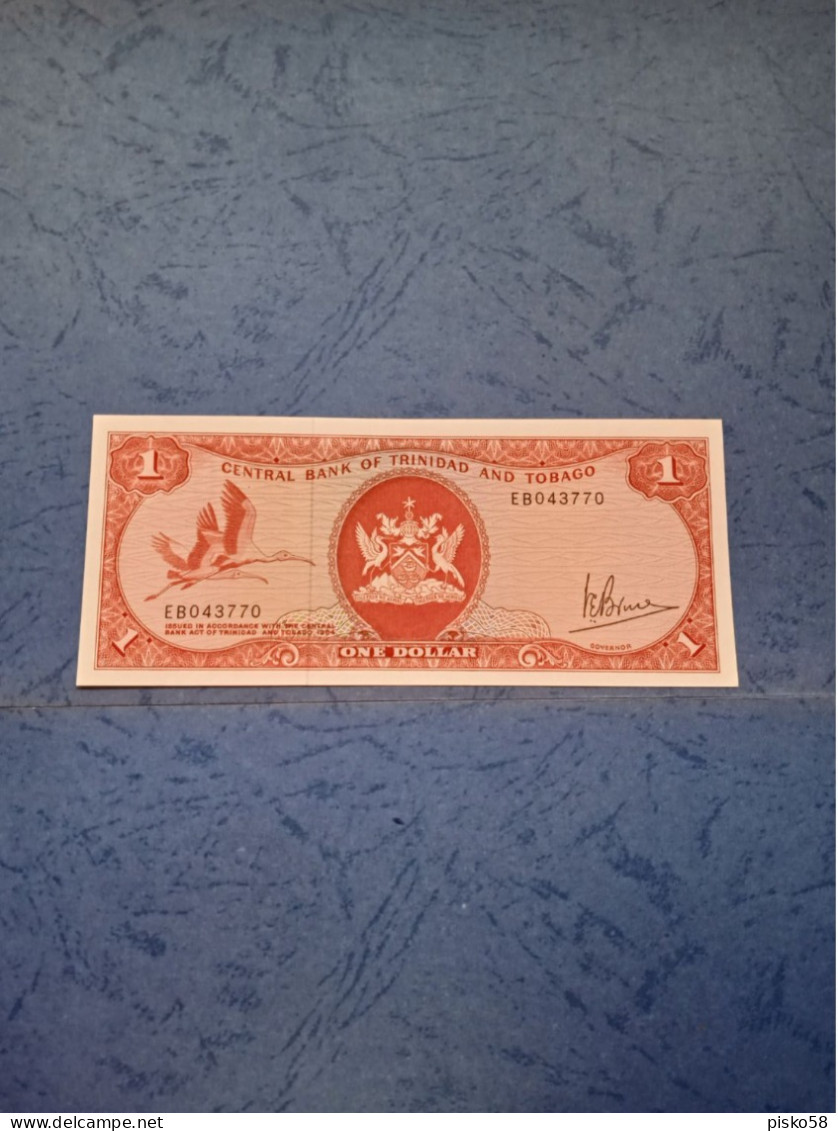 1
1
CENTRAL BANK OF TRINIDAD AND TOBAGO
EB043770
EB043770
ISSUED IN ACCORDANCE WITH THE CENTRAL
BANK ACT OF TRINIDAD AND TOBAGO 1964
GOVERNOR
1
ONE DOLLAR
1
delcampe.net
pisko58